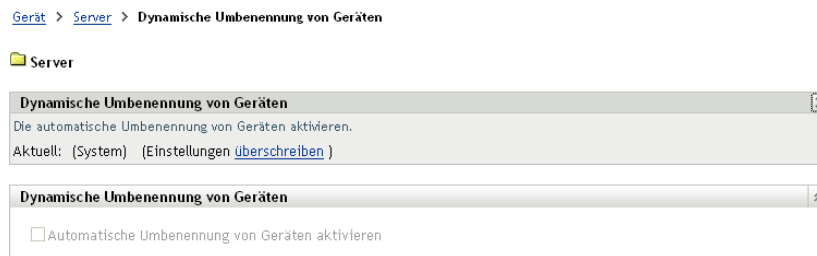 Gerät > Server > Dynamische Umbenennung von Geräten
Server
Dynamische Umbenennung von Geräten
Die automatische Umbenennung von Geräten aktivieren.
Aktuell: (System) (Einstellungen überschreiben )
Dynamische Umbenennung von Geräten
Automatische Umbenennung von Geräten aktivieren